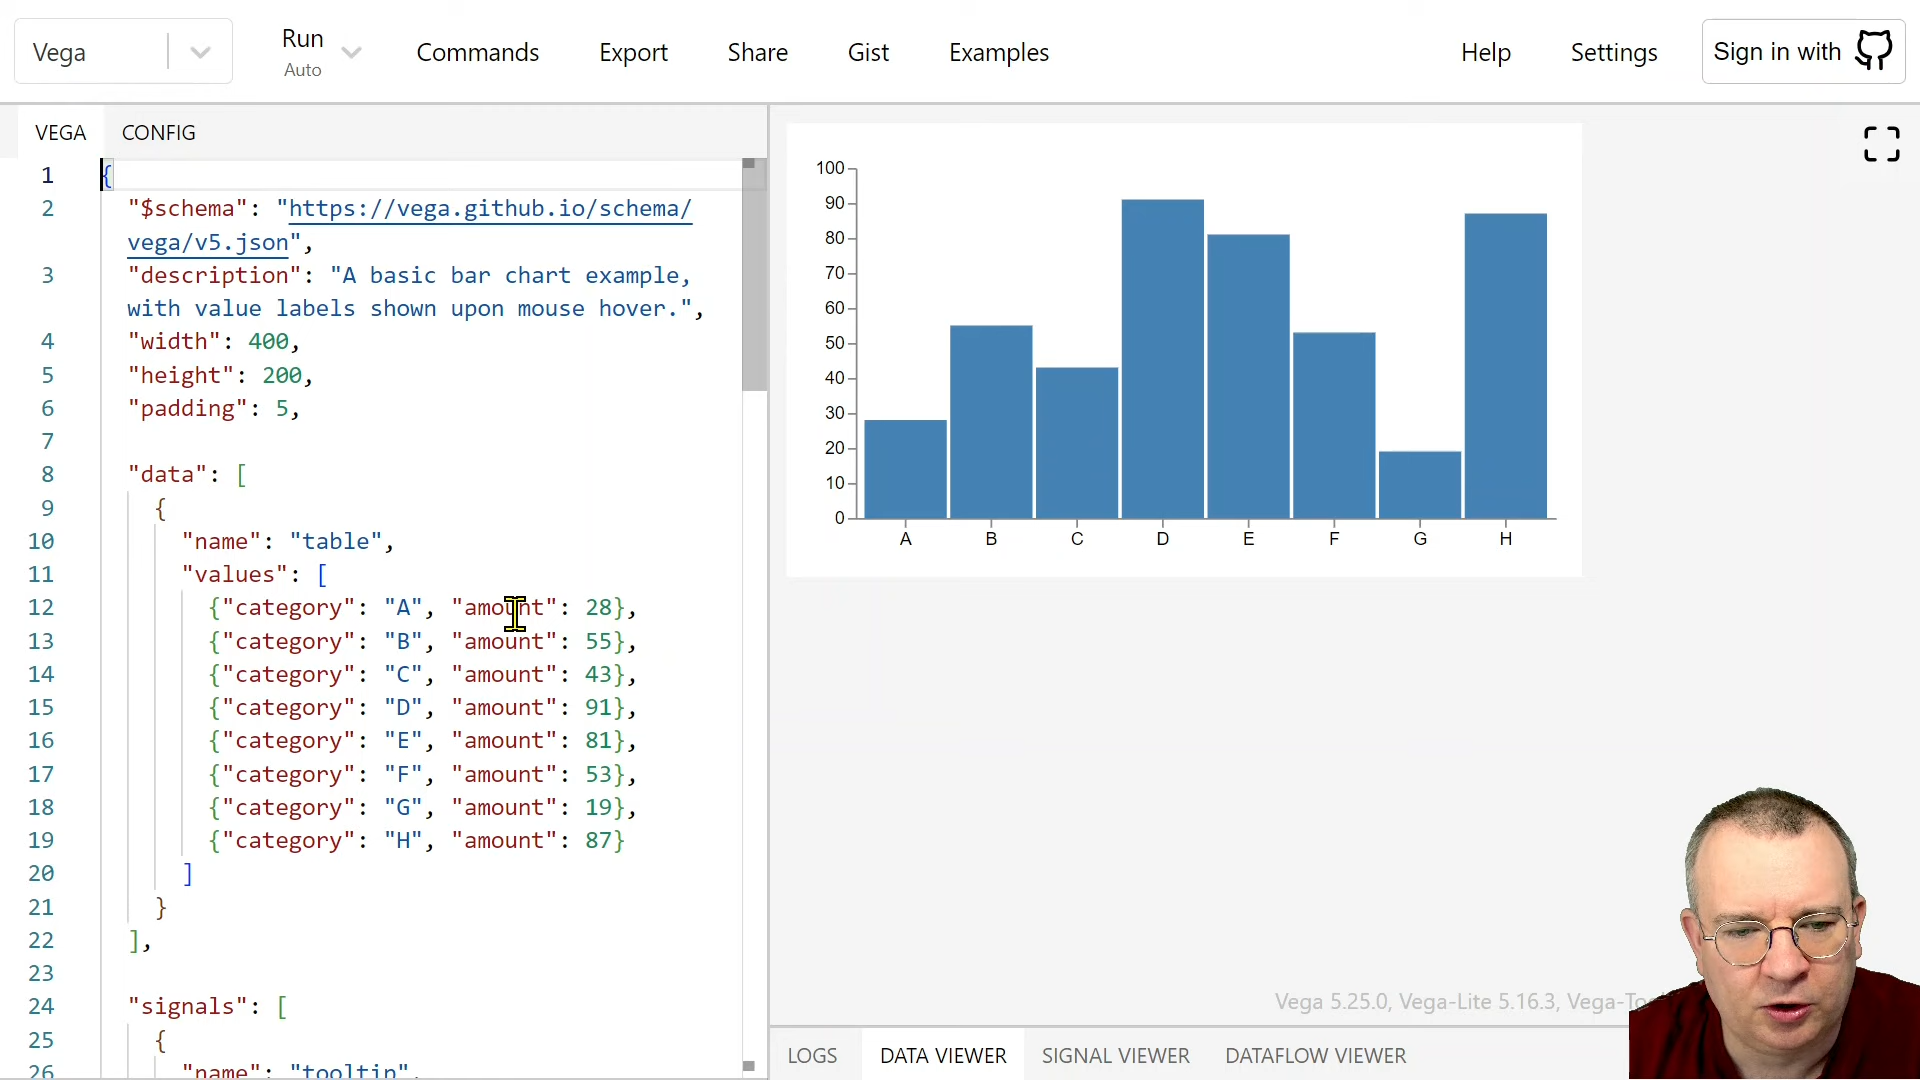 Vega
Run
Auto
Commands
Export
Share
Gist
Examples
Help
Settings
Sign in with
VEGA
CONFIG
1 {
2 "$schema": "https://vega.github.io/schema/
vega/v5.json",
3 "description": "A basic bar chart example,
with value labels shown upon mouse hover.",
4 "width": 400,
5 "height": 200,
6 "padding": 5,
7
8 "data": [
9 {
10 "name": "table",
11 "values": [
12 {"category": "A", "amount": 28},
13 {"category": "B", "amount": 55},
14 {"category": "C", "amount": 43},
15 {"category": "D", "amount": 91},
16 {"category": "E", "amount": 81},
17 {"category": "F", "amount": 53},
18 {"category": "G", "amount": 19},
19 {"category": "H", "amount": 87}
20 ]
21 }
22 ],
23
24 "signals": [
25 {
26 "name": "tooltip",
100
90
80
70
60
50
40
30
20
10
0
A B C D E F G H
Vega 5.25.0, Vega-Lite 5.16.3,
LOGS
DATA VIEWER
SIGNAL VIEWER
DATAFLOW VIEWER